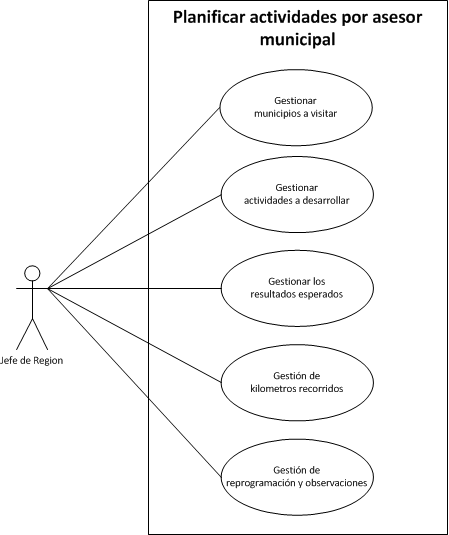 Planificar actividades por asesor
municipal
Gestionar
municipios a visitar
Gestionar
actividades a desarrollar
Gestionar los
resultados esperados
Jefe de Region
Gestión de
kilometros recorridos
Gestión de
reprogramación y observaciones